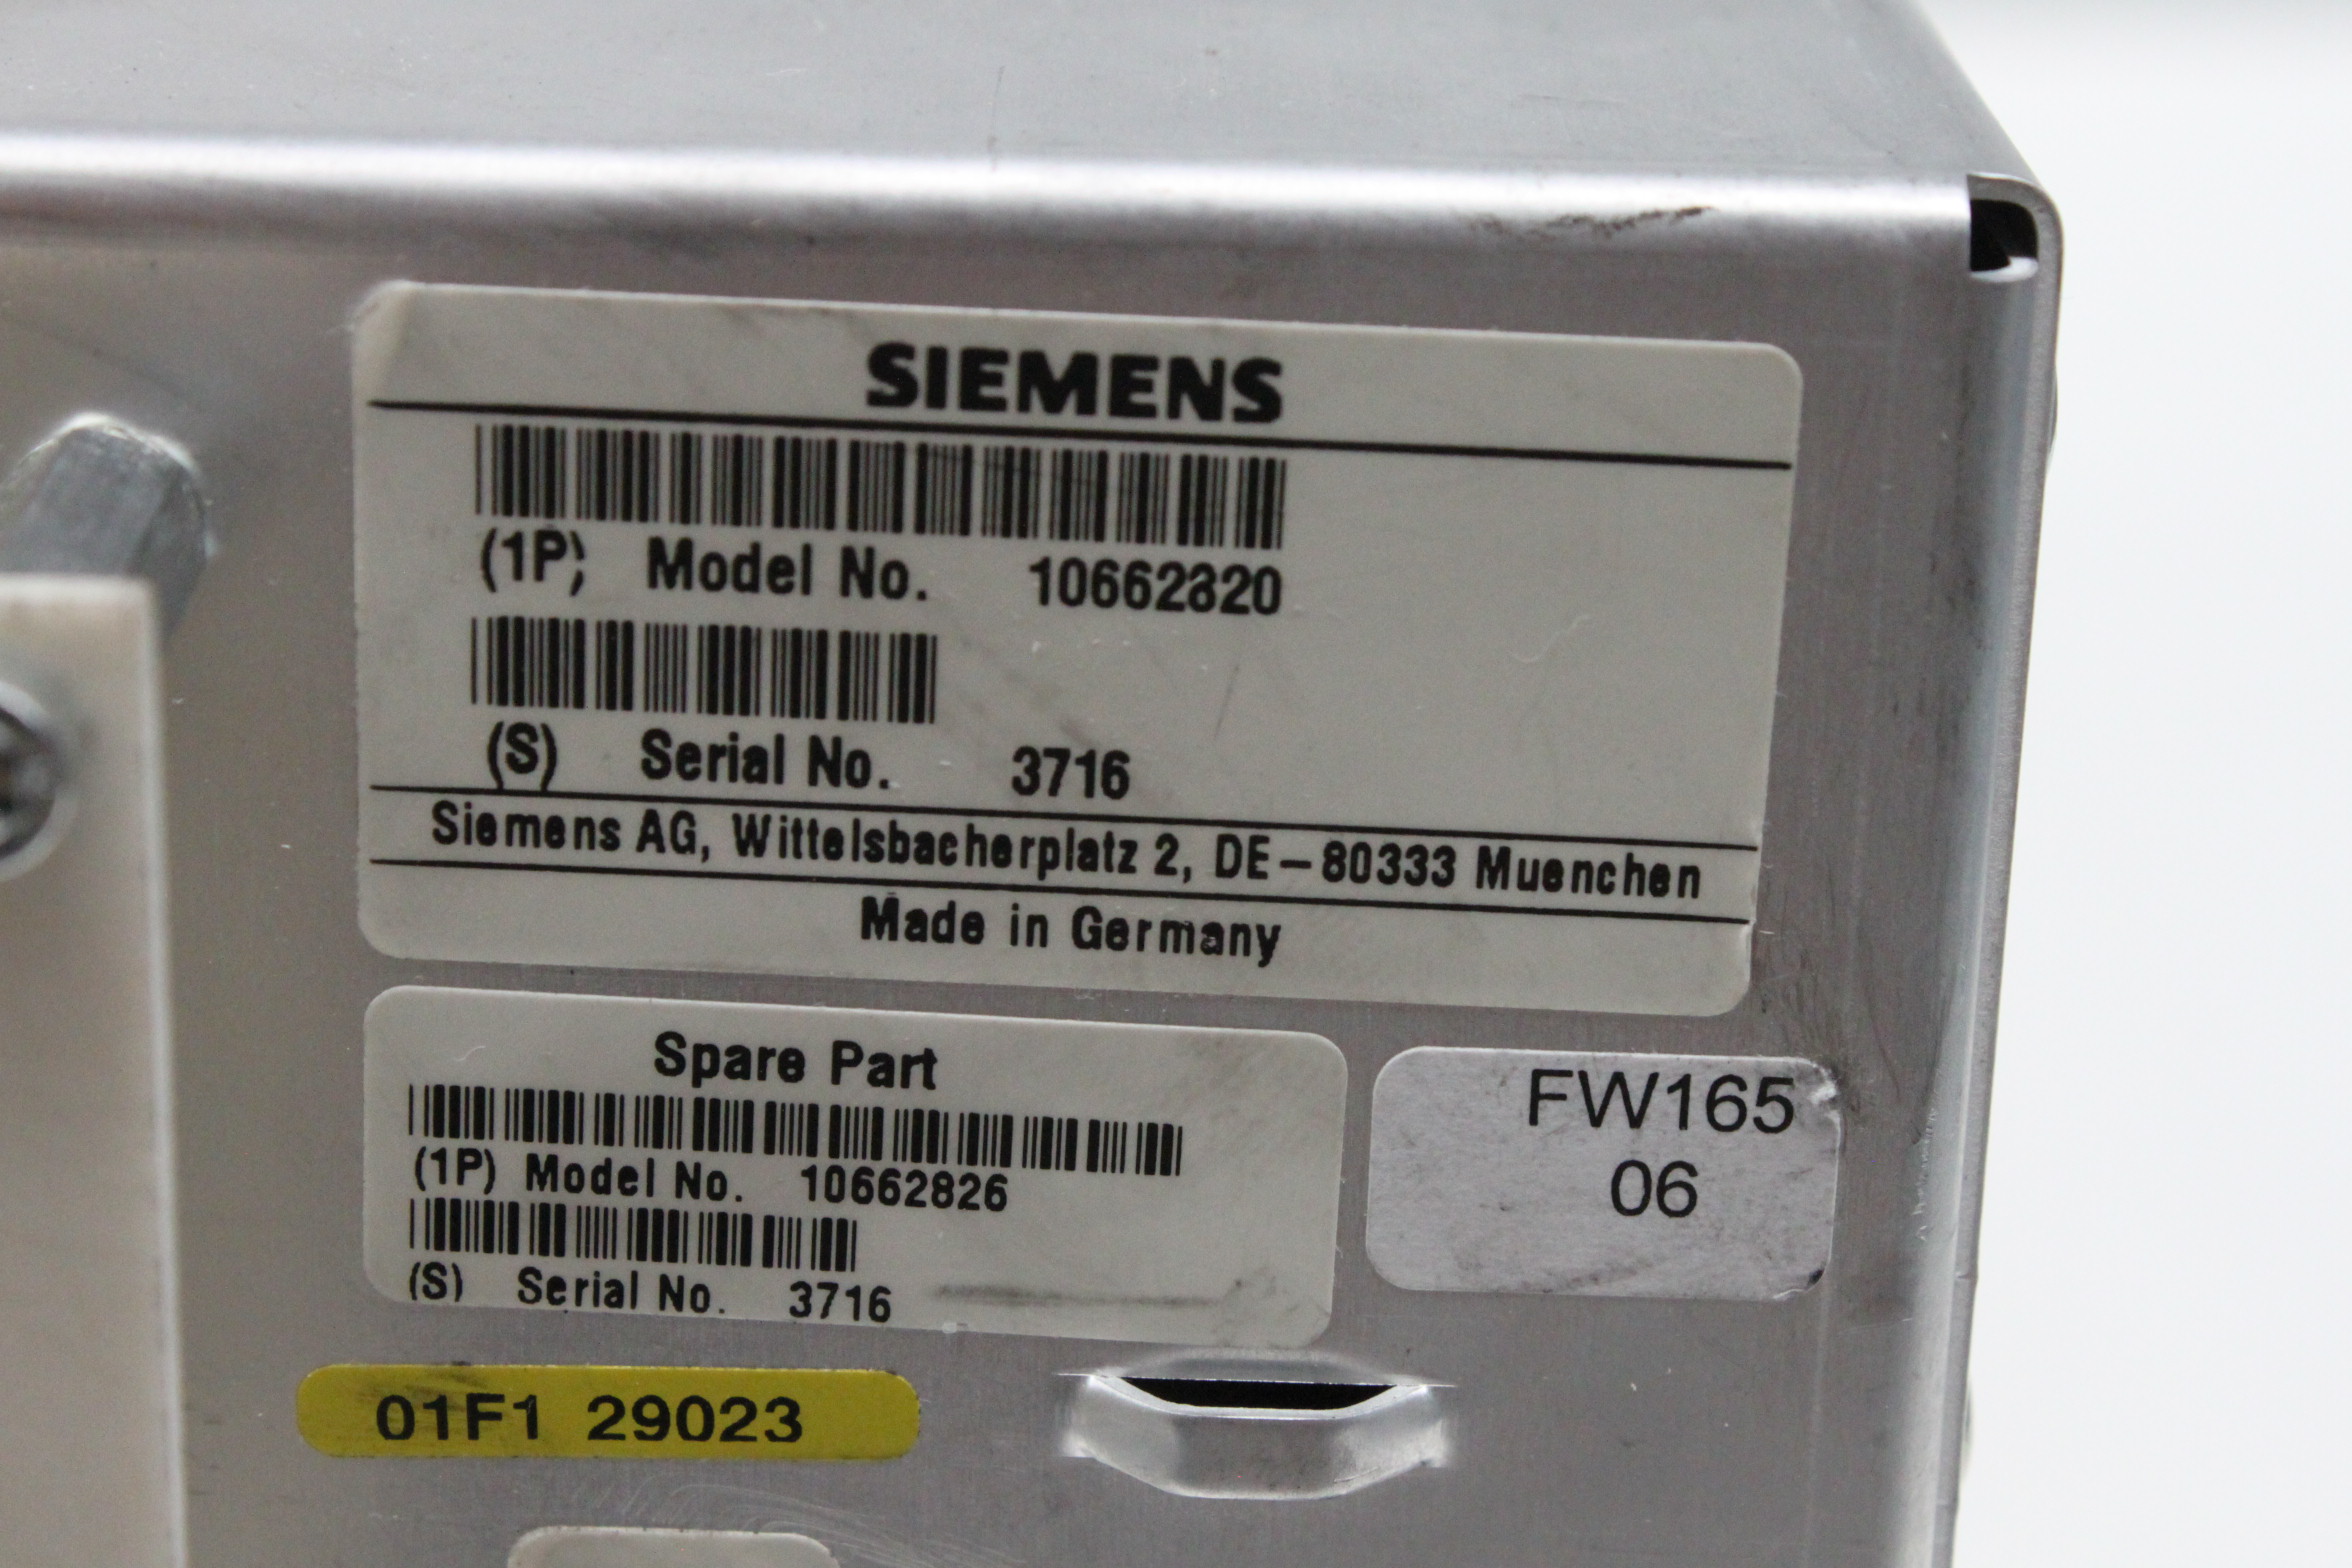 SIEMENS
(1P) Model No. 10662820
(S) Serial No. 3716
Siemens AG, Wittelsbacherplatz 2, DE-80333 Muenchen
Made in Germany
Spare Part
(1P) Model No. 10662826
(S) Serial No. 3716
FW165
06
01F1 29023